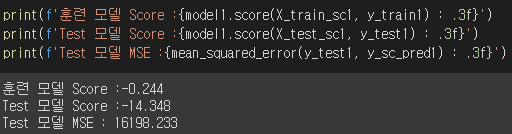 print(f'훈련 모델 Score :{model1.score(X_train_sc1, y_train1) : .3f}')
print(f'Test 모델 Score :{model1.score(X_test_sc1, y_test1) : .3f}')
print(f'Test 모델 MSE :{mean_squared_error(y_test1, y_sc_pred1) : .3f}')
훈련 모델 Score :-0.244
Test 모델 Score :-14.348
Test 모델 MSE : 16198.233